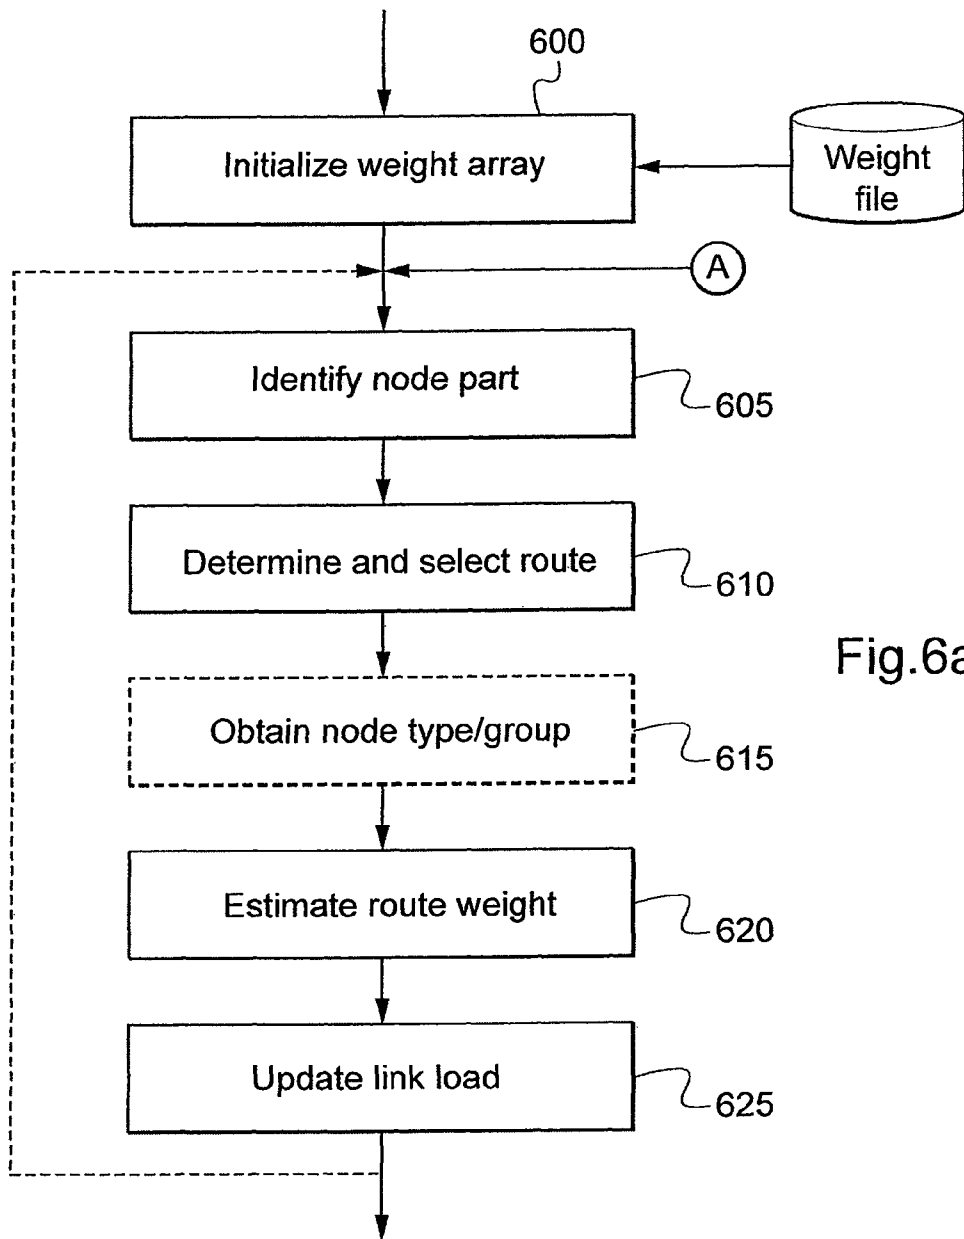 600
Initialize weight array
Weight
file
A
Identify node part
605
Determine and select route
610
Fig.6a
Obtain node type/group
615
Estimate route weight
620
Update link load
625